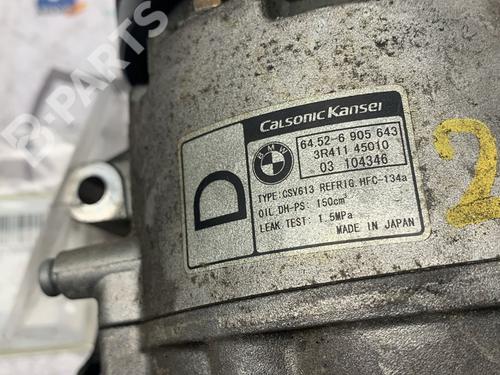 B-PARTS
CALSONIC KANSEI
D
BMW
64.52-6 905 643
3R411 45010
03 104346
TYPE: CSV613 REFRIG HFC-134a
OIL DH-PS: 150cm³
LEAK TEST: 1.5MPa
MADE IN JAPAN
2